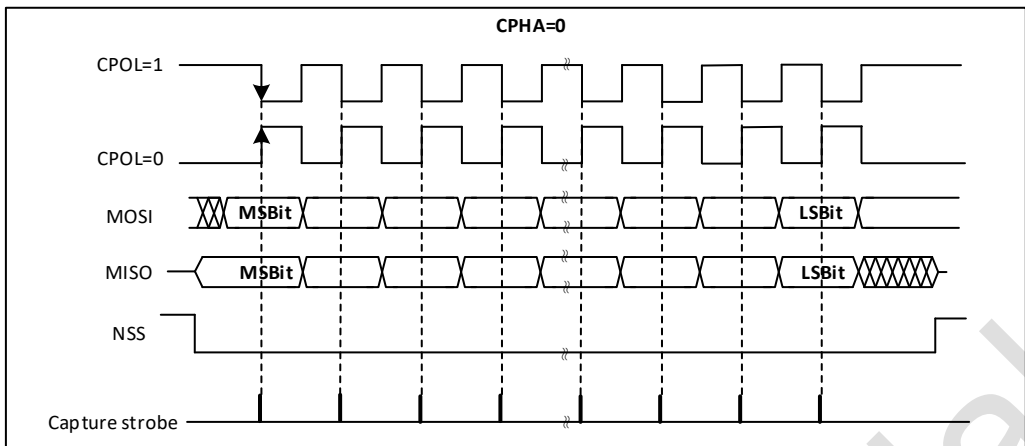 CPHA=0
CPOL=1
CPOL=0
MOSI MSBit LSBit
MISO MSBit LSBit
NSS
Capture strobe